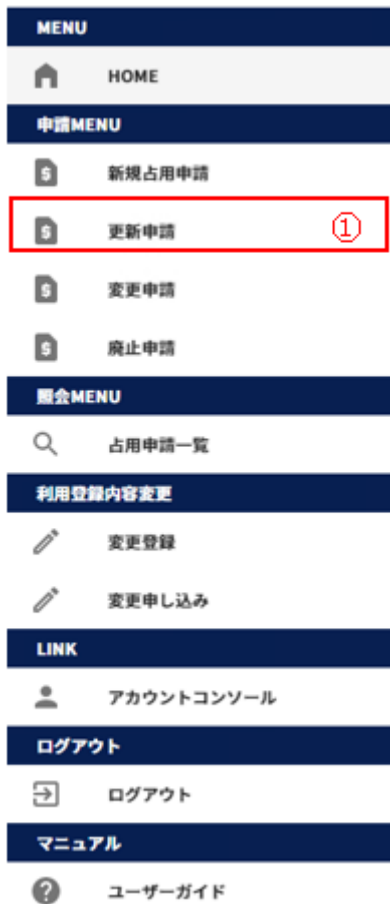 MENU
HOME
申請MENU
新規占用申請
更新申請 ①
変更申請
廃止申請
照会MENU
占用申請一覧
利用登録内容変更
変更登録
変更申し込み
LINK
アカウントコンソール
ログアウト
ログアウト
マニュアル
ユーザーガイド